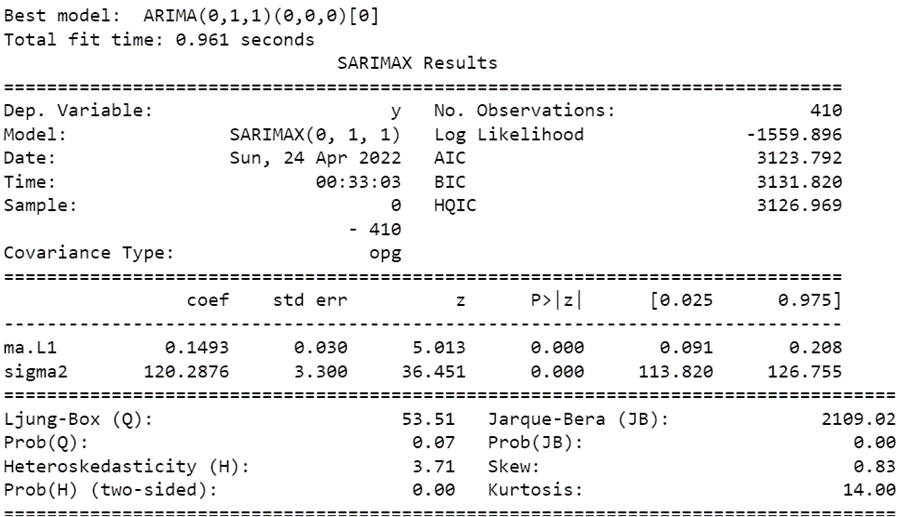 Best model:  ARIMA(0,1,1)(0,0,0)[0]
Total fit time: 0.961 seconds
                               SARIMAX Results
==============================================================================
Dep. Variable:                      y   No. Observations:                  410
Model:               SARIMAX(0, 1, 1)   Log Likelihood               -1559.896
Date:                Sun, 24 Apr 2022   AIC                           3123.792
Time:                        00:33:03   BIC                           3131.820
Sample:                             0   HQIC                          3126.969
                                - 410
Covariance Type:                  opg
==============================================================================
                 coef    std err          z      P>|z|      [0.025      0.975]
------------------------------------------------------------------------------
ma.L1          0.1493      0.030      5.013      0.000       0.091       0.208
sigma2       120.2876      3.300     36.451      0.000     113.820     126.755
===================================================================================
Ljung-Box (Q):                       53.51   Jarque-Bera (JB):              2109.02
Prob(Q):                              0.07   Prob(JB):                         0.00
Heteroskedasticity (H):               3.71   Skew:                             0.83
Prob(H) (two-sided):                  0.00   Kurtosis:                        14.00
===================================================================================